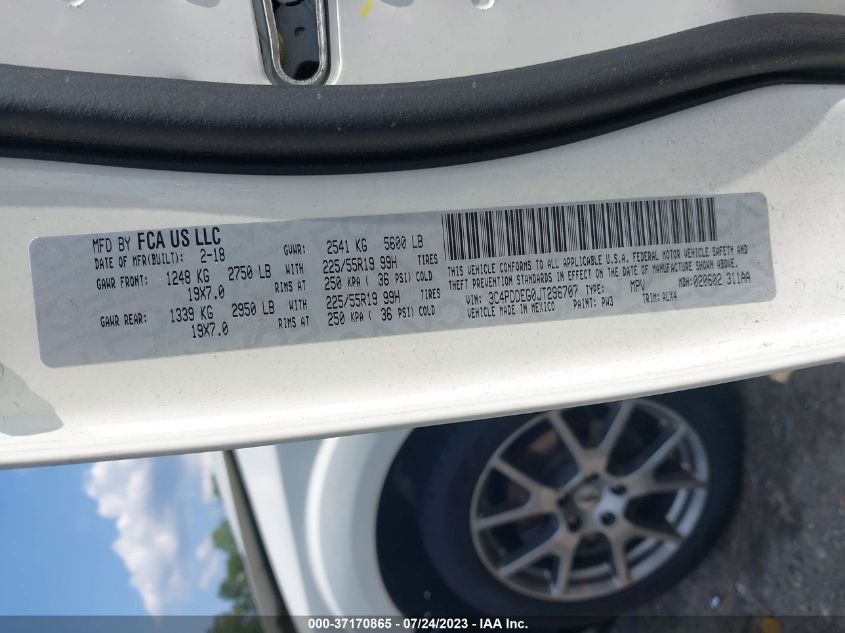 MFD BY FCA US LLC
DATE OF MFR(BUILT): 2-18 GVWR: 2541 KG 5600 LB
GAWR FRONT: 1248 KG 2750 LB WITH 225/55R19 99H TIRES
19X7.0 RIMS AT 250 KPA ( 36 PSI) COLD
GAWR REAR: 1339 KG 2950 LB WITH 225/55R19 99H TIRES
19X7.0 RIMS AT 250 KPA ( 36 PSI) COLD
THIS VEHICLE CONFORMS TO ALL APPLICABLE U.S.A. FEDERAL MOTOR VEHICLE SAFETY AND
THEFT PREVENTION STANDARDS IN EFFECT ON THE DATE OF MANUFACTURE SHOWN ABOVE.
VIN: 3C4PDDEG0JT296707 TYPE: MPV MDH: 020602 311AA
VEHICLE MADE IN MEXICO PAINT: PW3 TRIM: ALX4
000-37170865 - 07/24/2023 - IAA Inc.